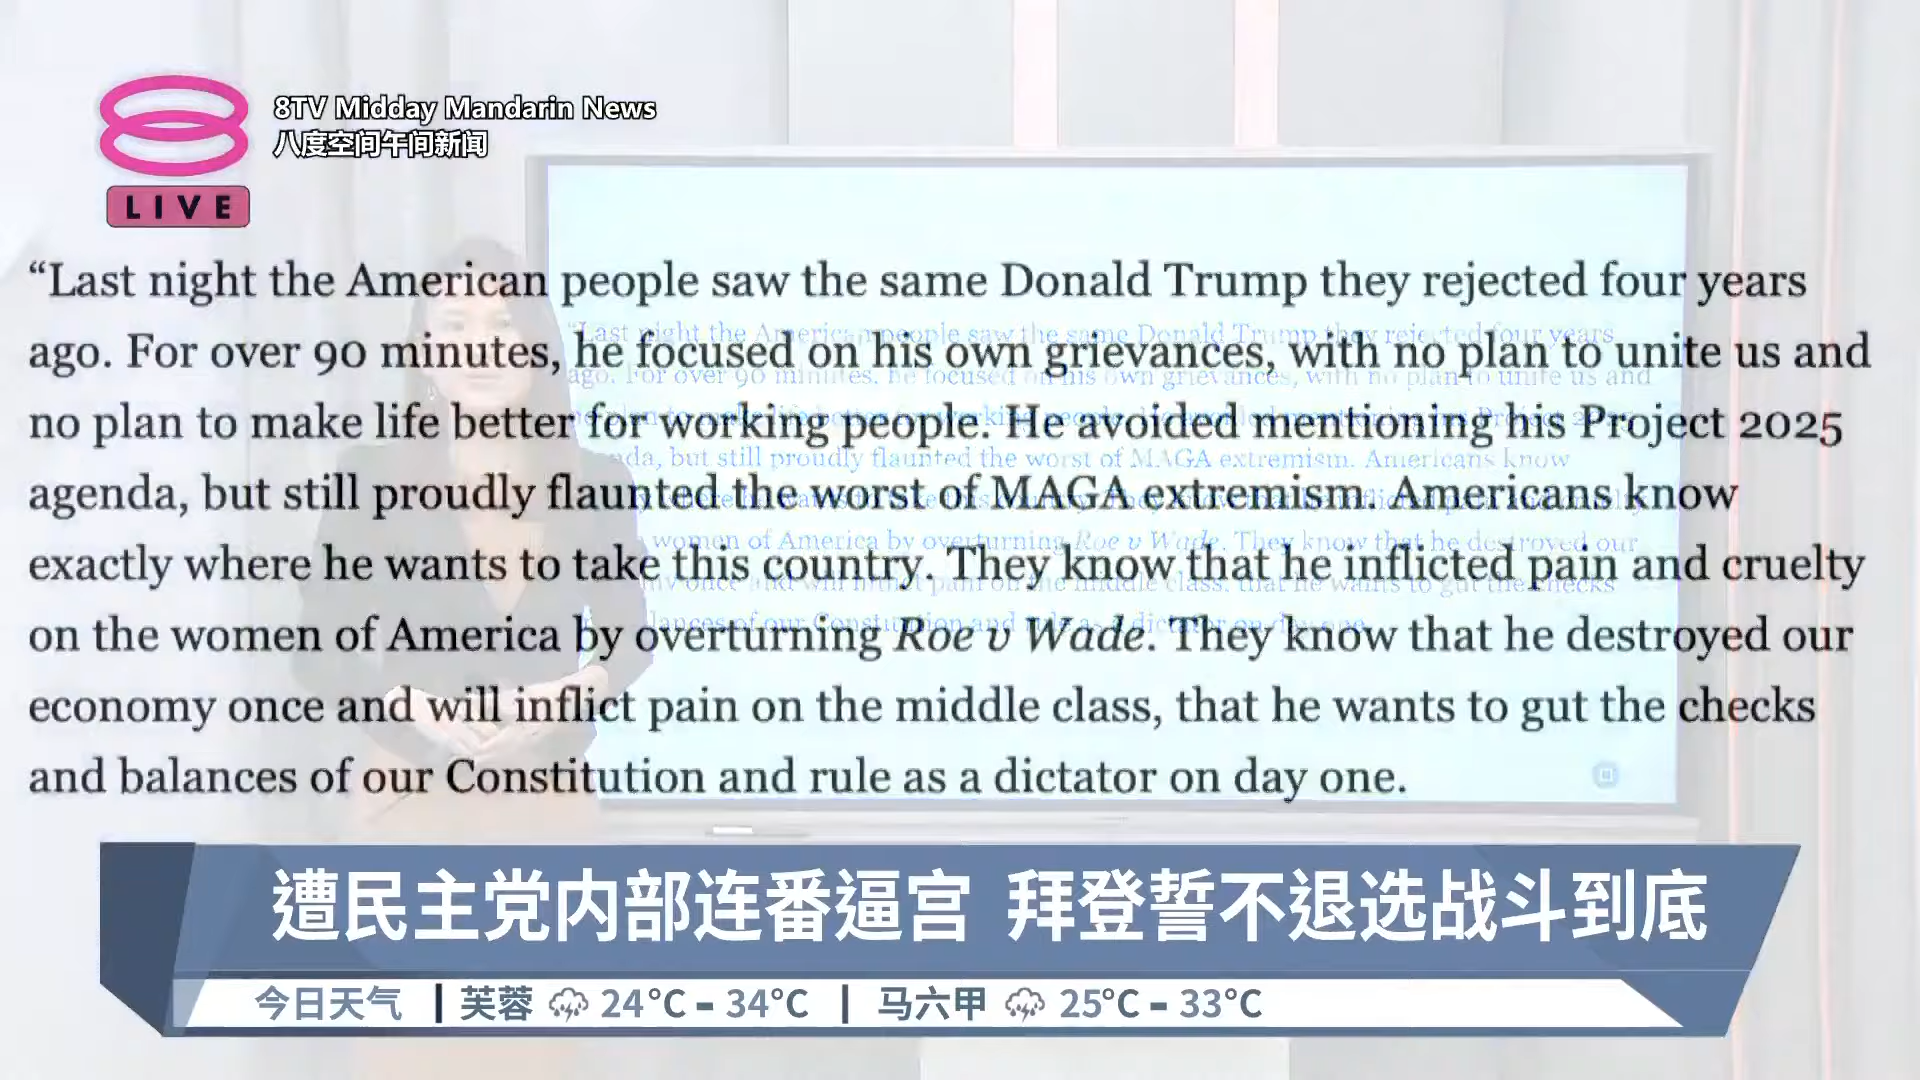 8TV Midday Mandarin News
八度空间午间新闻
LIVE
“Last night the American people saw the same Donald Trump they rejected four years
ago. For over 90 minutes, he focused on his own grievances, with no plan to unite us and
no plan to make life better for working people. He avoided mentioning his Project 2025
agenda, but still proudly flaunted the worst of MAGA extremism. Americans know
exactly where he wants to take this country. They know that he inflicted pain and cruelty
on the women of America by overturning Roe v Wade. They know that he destroyed our
economy once and will inflict pain on the middle class, that he wants to gut the checks
and balances of our Constitution and rule as a dictator on day one.
遭民主党内部连番逼宫 拜登誓不退选战斗到底
今日天气 | 芙蓉 24°C - 34°C | 马六甲 25°C - 33°C